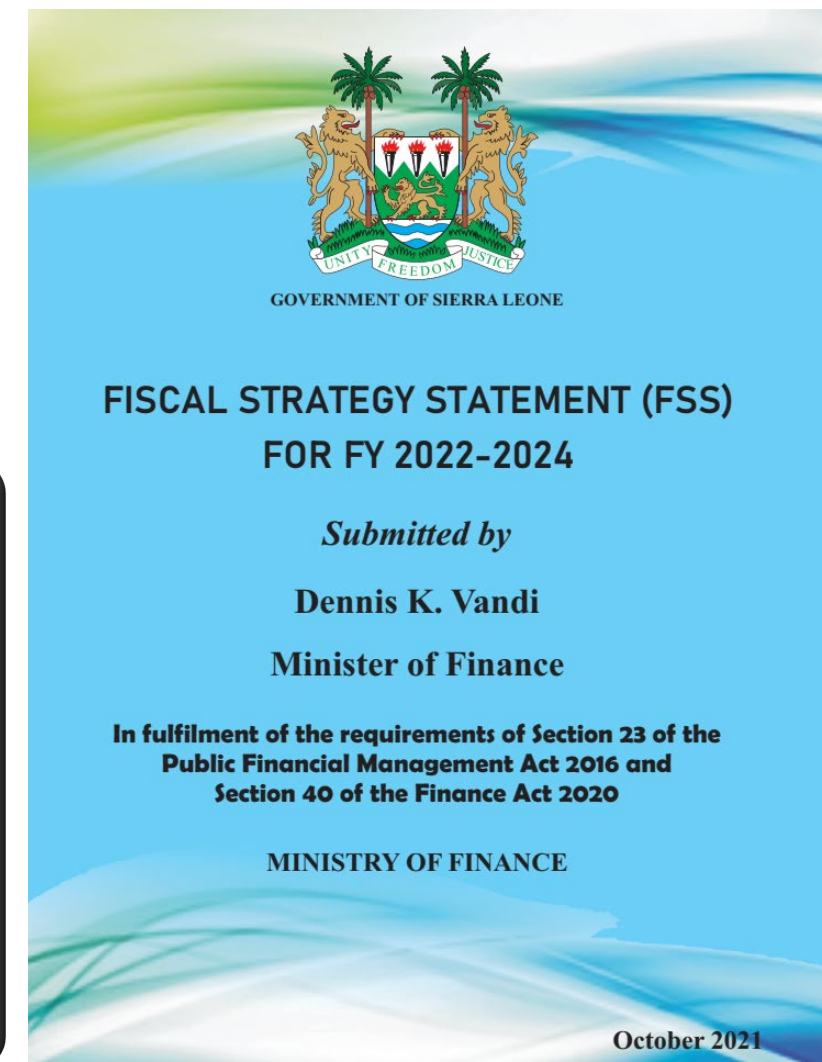 UNITY FREEDOM JUSTICE
GOVERNMENT OF SIERRA LEONE
FISCAL STRATEGY STATEMENT (FSS)
FOR FY 2022-2024
Submitted by
Dennis K. Vandi
Minister of Finance
In fulfilment of the requirements of Section 23 of the
Public Financial Management Act 2016 and
Section 40 of the Finance Act 2020
MINISTRY OF FINANCE
October 2021